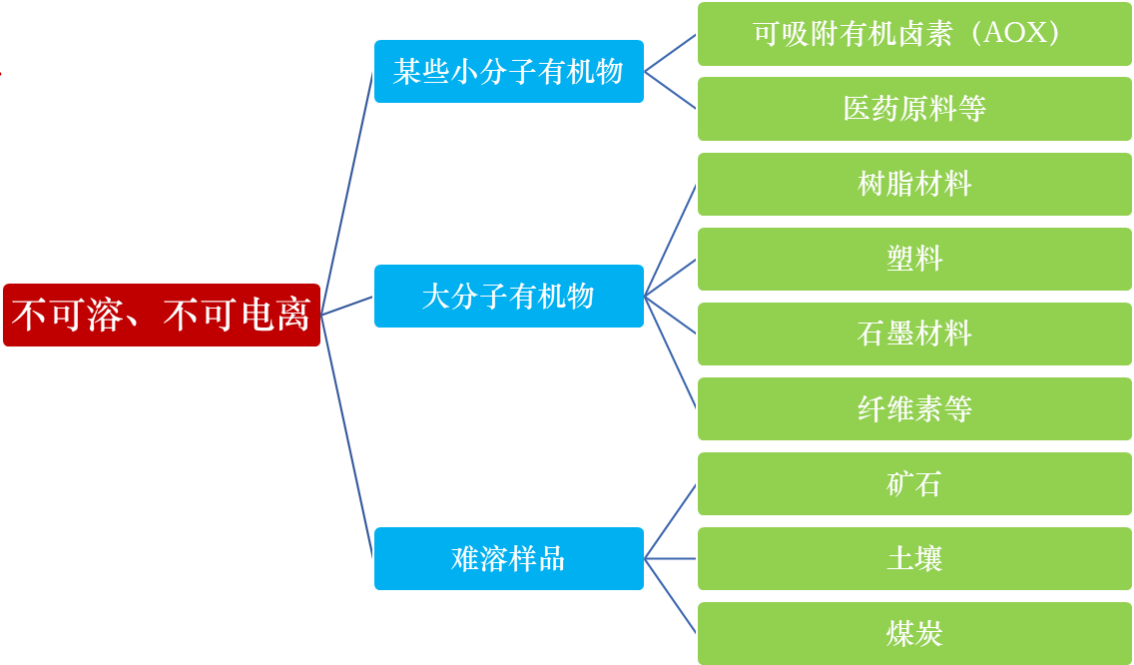 不可溶、不可电离
某些小分子有机物
可吸附有机卤素（AOX）
医药原料等
大分子有机物
树脂材料
塑料
石墨材料
纤维素等
难溶样品
矿石
土壤
煤炭